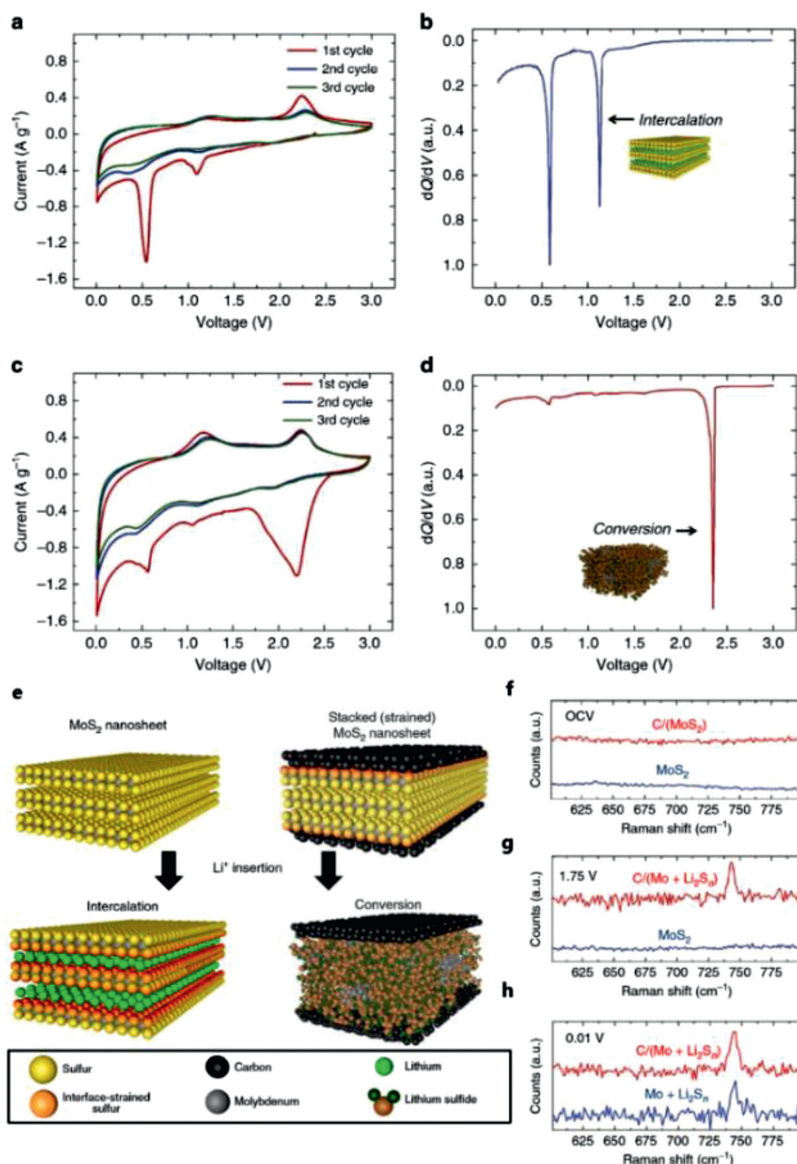 a
1st cycle
2nd cycle
3rd cycle
0.8
0.4
0.0
−0.4
−0.8
−1.2
−1.6
Current (A g⁻¹)
0.0 0.5 1.0 1.5 2.0 2.5 3.0
Voltage (V)
b
0.0
0.2
0.4
0.6
0.8
1.0
dQ/dV (a.u.)
Intercalation
0.0 0.5 1.0 1.5 2.0 2.5 3.0
Voltage (V)
c
1st cycle
2nd cycle
3rd cycle
0.8
0.4
0.0
−0.4
−0.8
−1.2
−1.6
Current (A g⁻¹)
0.0 0.5 1.0 1.5 2.0 2.5 3.0
Voltage (V)
d
0.0
0.2
0.4
0.6
0.8
1.0
dQ/dV (a.u.)
Conversion
0.0 0.5 1.0 1.5 2.0 2.5 3.0
Voltage (V)
e
MoS₂ nanosheet
Stacked (strained)
MoS₂ nanosheet
Li⁺ insertion
Intercalation
Conversion
Sulfur
Carbon
Lithium
Interface-strained
sulfur
Molybdenum
Lithium sulfide
f
OCV
C/(MoS₂)
MoS₂
Counts (a.u.)
625 650 675 700 725 750 775
Raman shift (cm⁻¹)
g
1.75 V
C/(Mo + Li₂Sₙ)
MoS₂
Counts (a.u.)
625 650 675 700 725 750 775
Raman shift (cm⁻¹)
h
0.01 V
C/(Mo + Li₂Sₙ)
Mo + Li₂Sₙ
Counts (a.u.)
625 650 675 700 725 750 775
Raman shift (cm⁻¹)